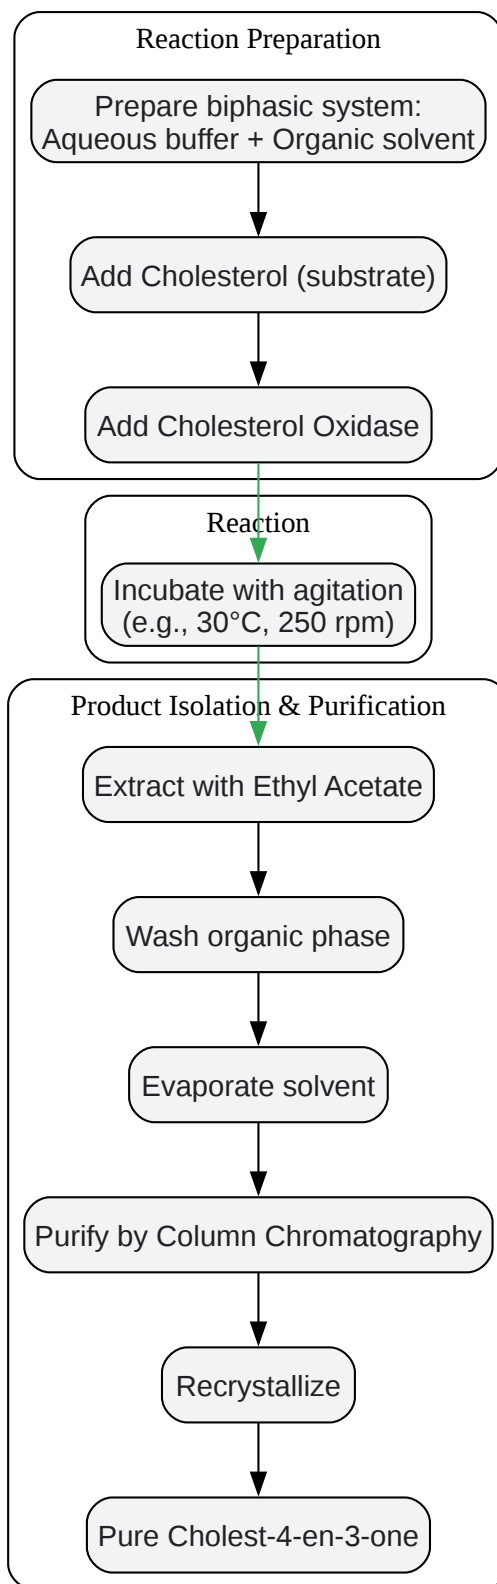 Reaction Preparation
Prepare biphasic system:
Aqueous buffer + Organic solvent
Add Cholesterol (substrate)
Add Cholesterol Oxidase
Reaction
Incubate with agitation
(e.g., 30°C, 250 rpm)
Product Isolation & Purification
Extract with Ethyl Acetate
Wash organic phase
Evaporate solvent
Purify by Column Chromatography
Recrystallize
Pure Cholest-4-en-3-one